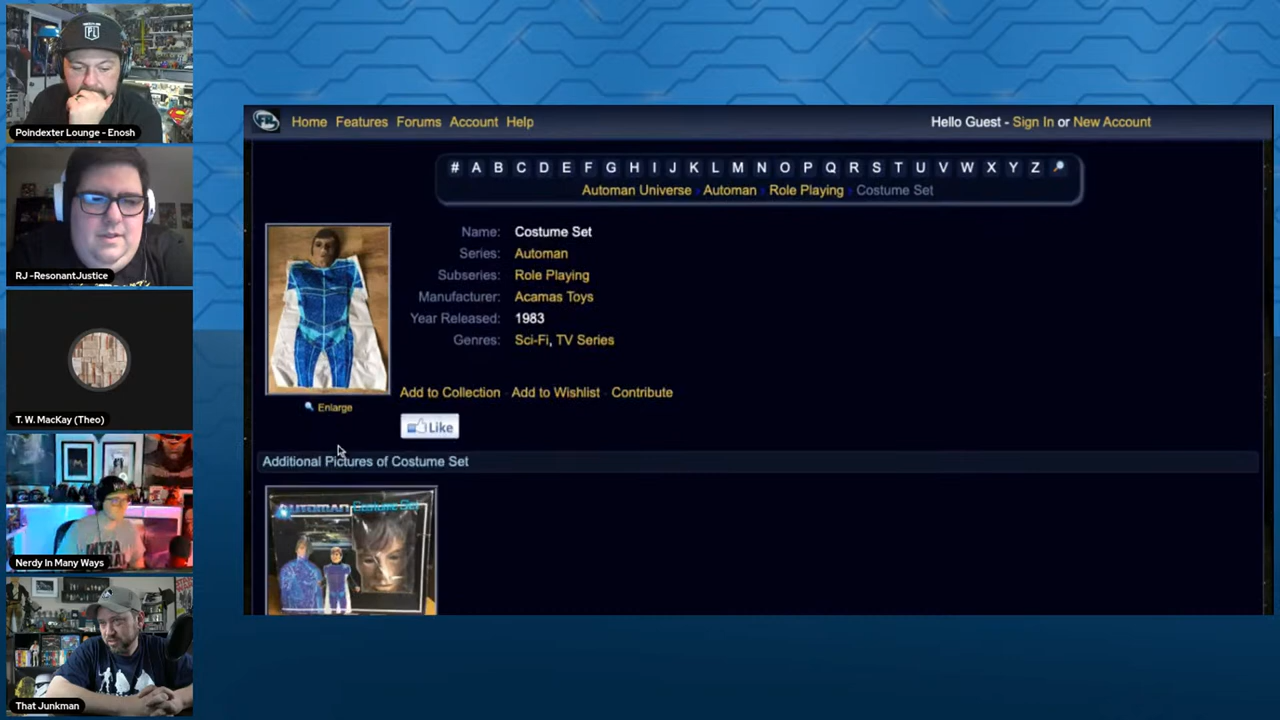 Poindexter Lounge - Enosh
RJ -ResonantJustice
T. W. MacKay (Theo)
Nerdy In Many Ways
That Junkman
Home Features Forums Account Help
Hello Guest - Sign In or New Account
# A B C D E F G H I J K L M N O P Q R S T U V W X Y Z
Automan Universe Automan Role Playing Costume Set
Name: Costume Set
Series: Automan
Subseries: Role Playing
Manufacturer: Acamas Toys
Year Released: 1983
Genres: Sci-Fi, TV Series
Add to Collection Add to Wishlist Contribute
Enlarge
Like
Additional Pictures of Costume Set
AUTOMAN Costume Set